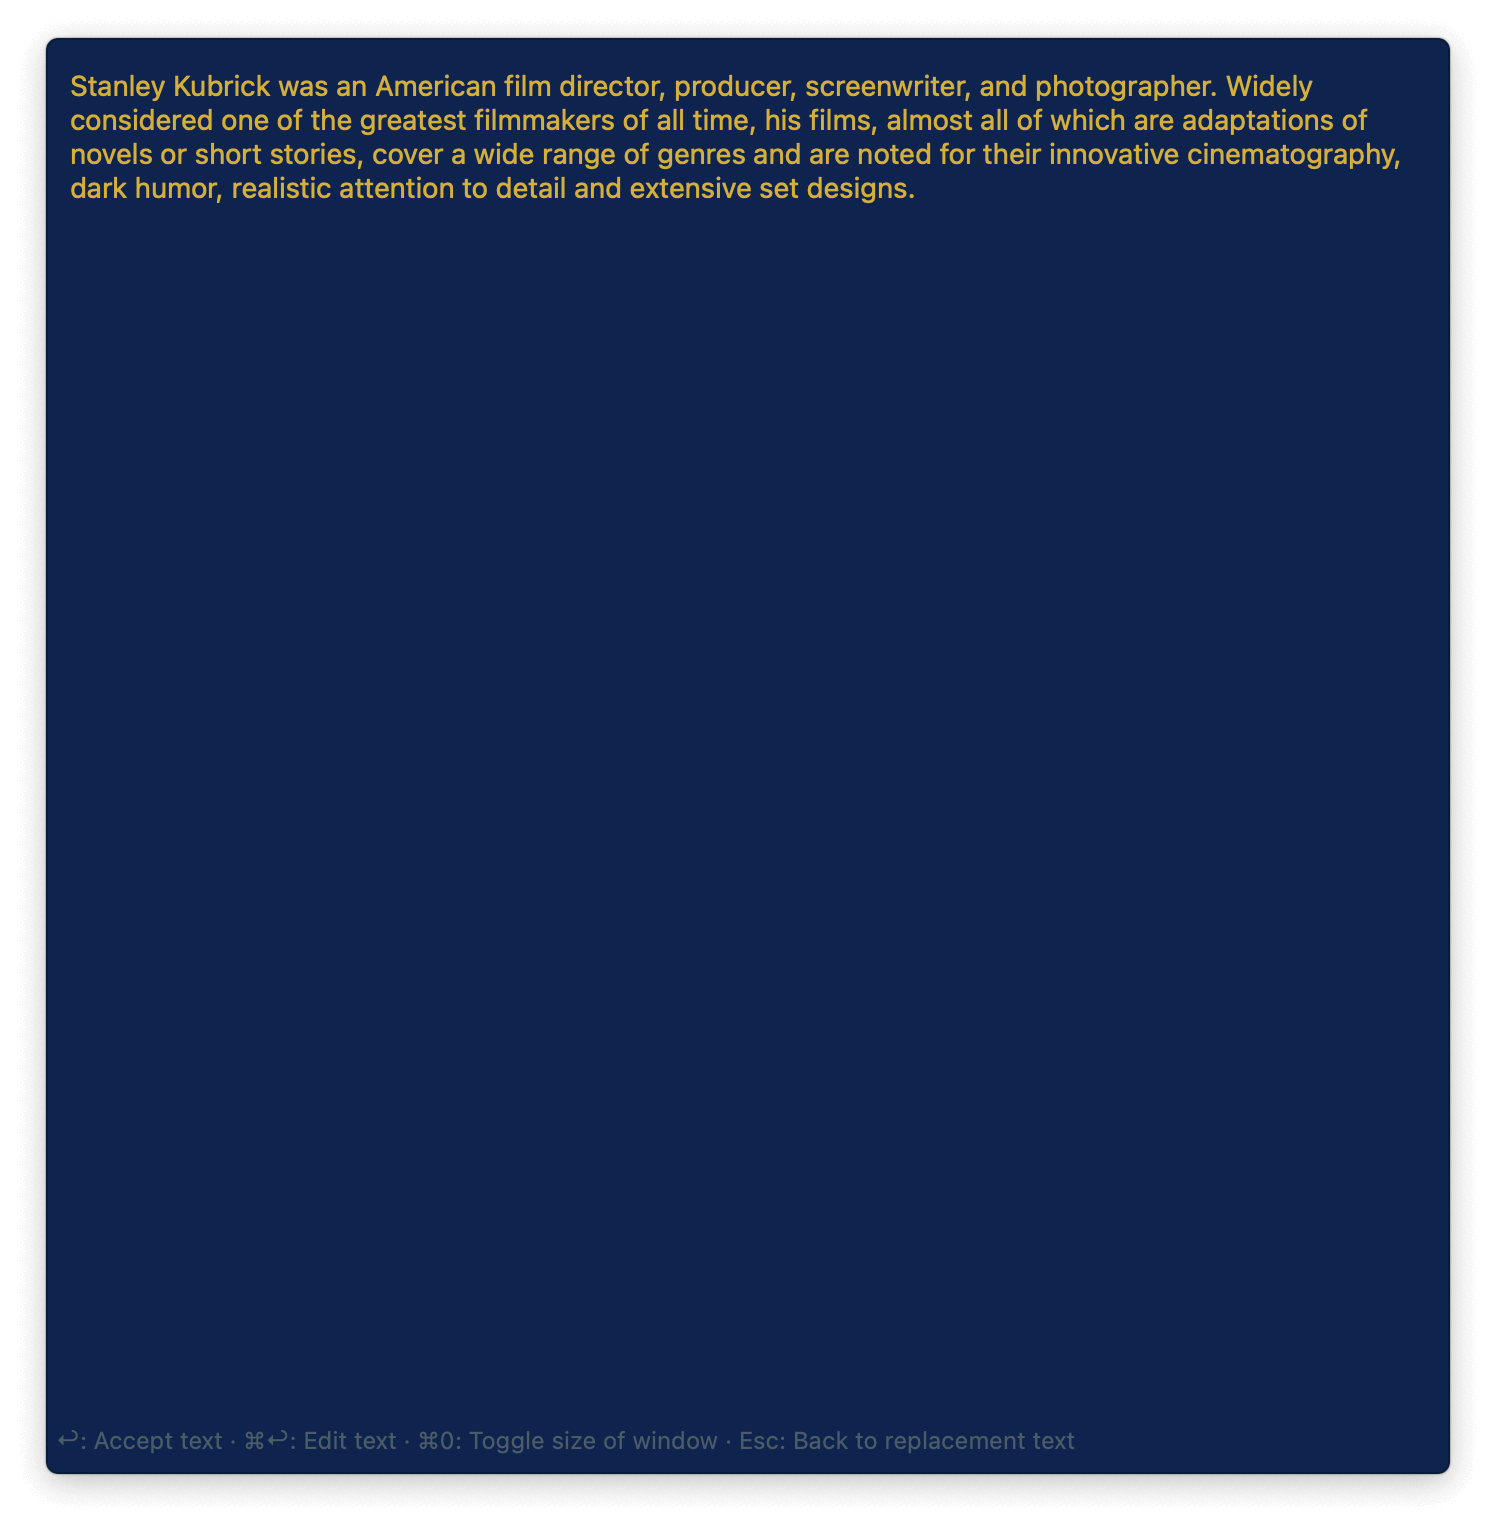 Stanley Kubrick was an American film director, producer, screenwriter, and photographer. Widely
considered one of the greatest filmmakers of all time, his films, almost all of which are adaptations of
novels or short stories, cover a wide range of genres and are noted for their innovative cinematography,
dark humor, realistic attention to detail and extensive set designs.
↩: Accept text · ⌘↩: Edit text · ⌘0: Toggle size of window · Esc: Back to replacement text